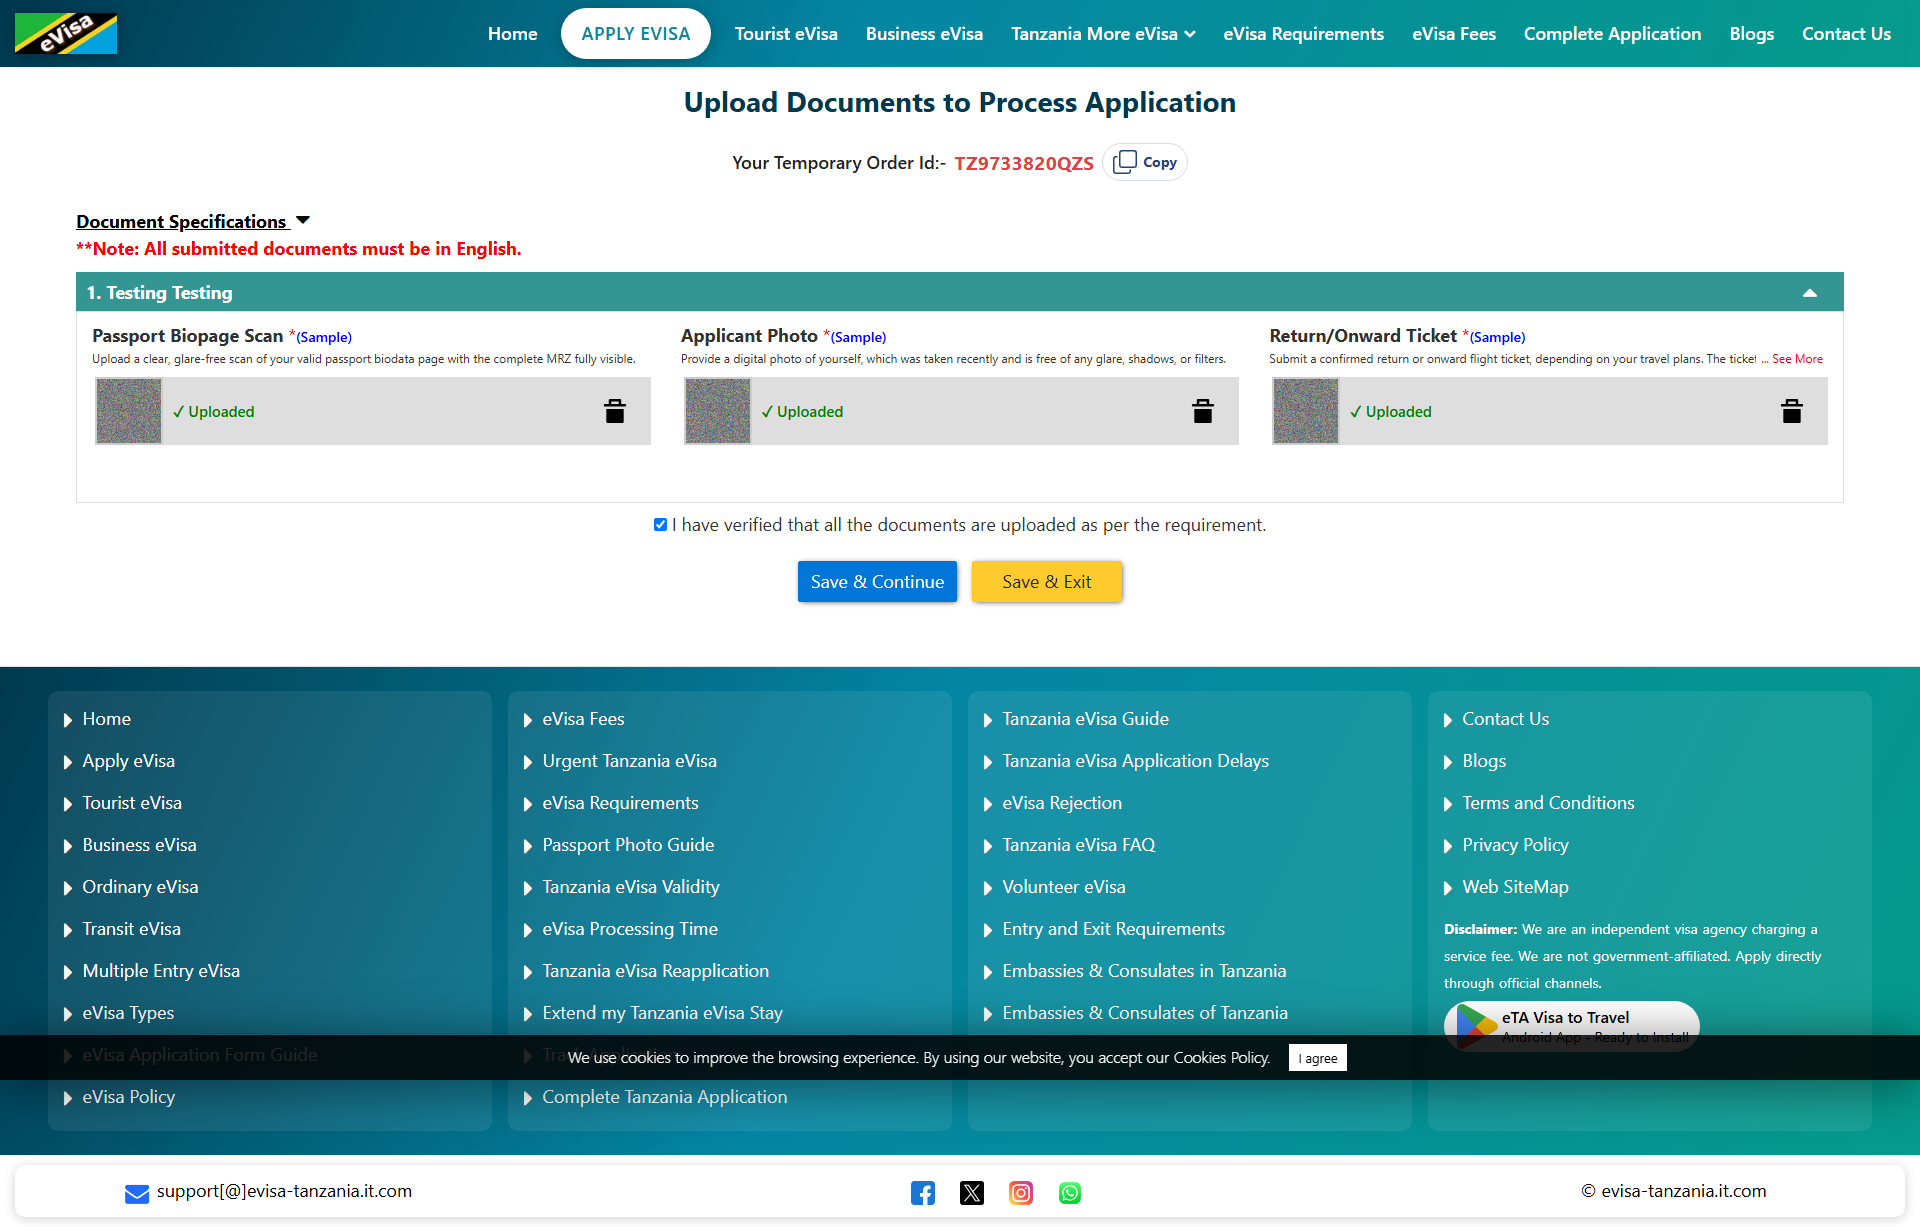 eVisa
Home
APPLY EVISA
Tourist eVisa
Business eVisa
Tanzania More eVisa
eVisa Requirements
eVisa Fees
Complete Application
Blogs
Contact Us
Upload Documents to Process Application
Your Temporary Order Id:- TZ9733820QZS
Copy
Document Specifications
**Note: All submitted documents must be in English.
1. Testing Testing
Passport Biopage Scan *(Sample)
Upload a clear, glare-free scan of your valid passport biodata page with the complete MRZ fully visible.
✓ Uploaded
Applicant Photo *(Sample)
Provide a digital photo of yourself, which was taken recently and is free of any glare, shadows, or filters.
✓ Uploaded
Return/Onward Ticket *(Sample)
Submit a confirmed return or onward flight ticket, depending on your travel plans. The ticket ... See More
✓ Uploaded
I have verified that all the documents are uploaded as per the requirement.
Save & Continue
Save & Exit
Home
Apply eVisa
Tourist eVisa
Business eVisa
Ordinary eVisa
Transit eVisa
Multiple Entry eVisa
eVisa Types
eVisa Application Form Guide
eVisa Policy
eVisa Fees
Urgent Tanzania eVisa
eVisa Requirements
Passport Photo Guide
Tanzania eVisa Validity
eVisa Processing Time
Tanzania eVisa Reapplication
Extend my Tanzania eVisa Stay
Complete Tanzania Application
Tanzania eVisa Guide
Tanzania eVisa Application Delays
eVisa Rejection
Tanzania eVisa FAQ
Volunteer eVisa
Entry and Exit Requirements
Embassies & Consulates in Tanzania
Embassies & Consulates of Tanzania
Contact Us
Blogs
Terms and Conditions
Privacy Policy
Web SiteMap
Disclaimer: We are an independent visa agency charging a
service fee. We are not government-affiliated. Apply directly
through official channels.
eTA Visa to Travel
Android App - Ready to Install
We use cookies to improve the browsing experience. By using our website, you accept our Cookies Policy.
I agree
support[@]evisa-tanzania.it.com
© evisa-tanzania.it.com